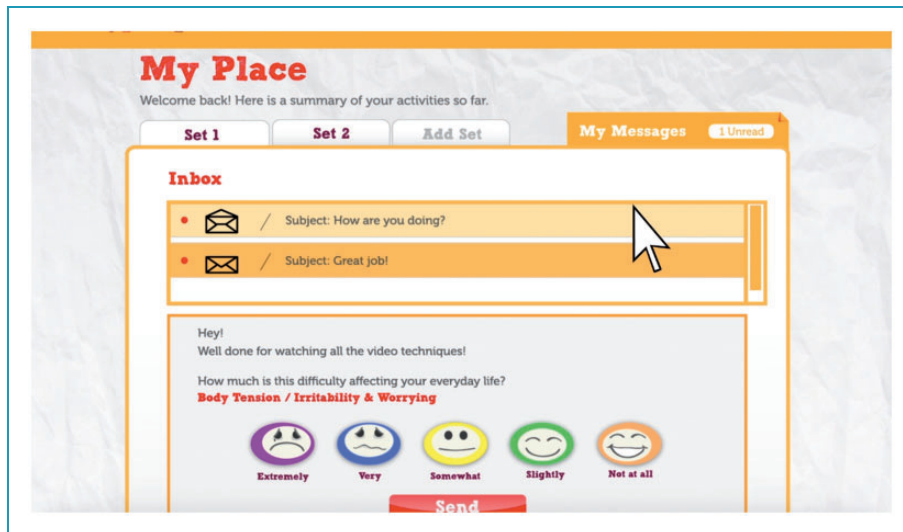 My Place
Welcome back! Here is a summary of your activities so far.
Set 1 Set 2 Add Set My Messages 1 Unread
Inbox
/ Subject: How are you doing?
/ Subject: Great job!
Hey!
Well done for watching all the video techniques!
How much is this difficulty affecting your everyday life?
Body Tension / Irritability & Worrying
Extremely Very Somewhat Slightly Not at all
Send